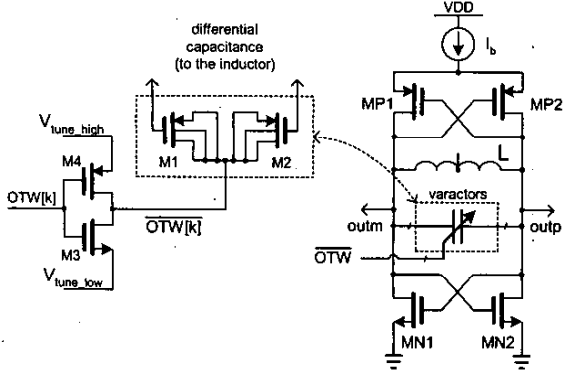 differential
capacitance
(to the inductor)
V_tune_high
M4
OTW[k]
M3
V_tune_low
M1
M2
OTW[k]
VDD
I_b
MP1
MP2
L
varactors
outm
outp
OTW
MN1
MN2